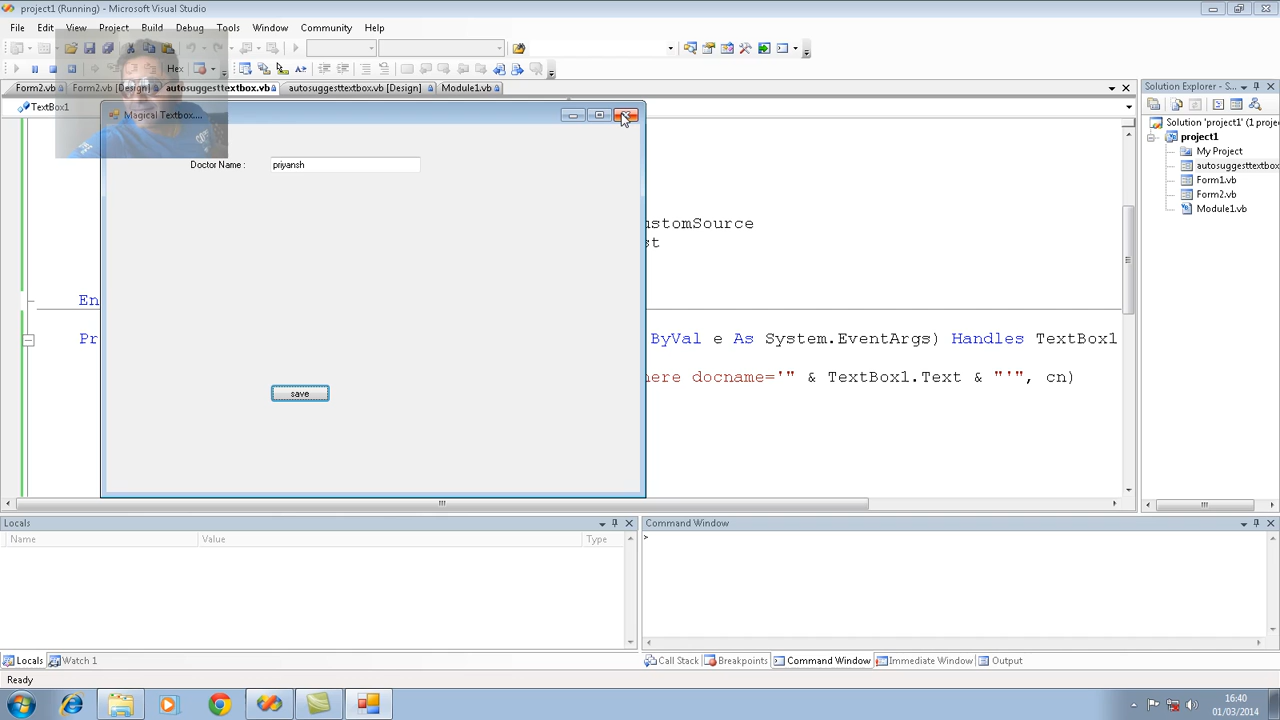 project1 (Running) - Microsoft Visual Studio
File Edit View Project Build Debug Tools Window Community Help
Hex
Form2.vb Form2.vb [Design] autosuggesttextbox.vb autosuggesttextbox.vb [Design] Module1.vb
TextBox1
Magical Textbox....
Doctor Name : priyansh
ustomSource
st
En
Pr ByVal e As System.EventArgs) Handles TextBox1
here docname='" & TextBox1.Text & "'", cn)
save
Solution Explorer - S...
Solution 'project1' (1 project)
project1
My Project
autosuggesttextbox
Form1.vb
Form2.vb
Module1.vb
Locals
Name Value Type
Command Window
>
Locals Watch 1
Call Stack Breakpoints Command Window Immediate Window Output
Ready
16:40
01/03/2014